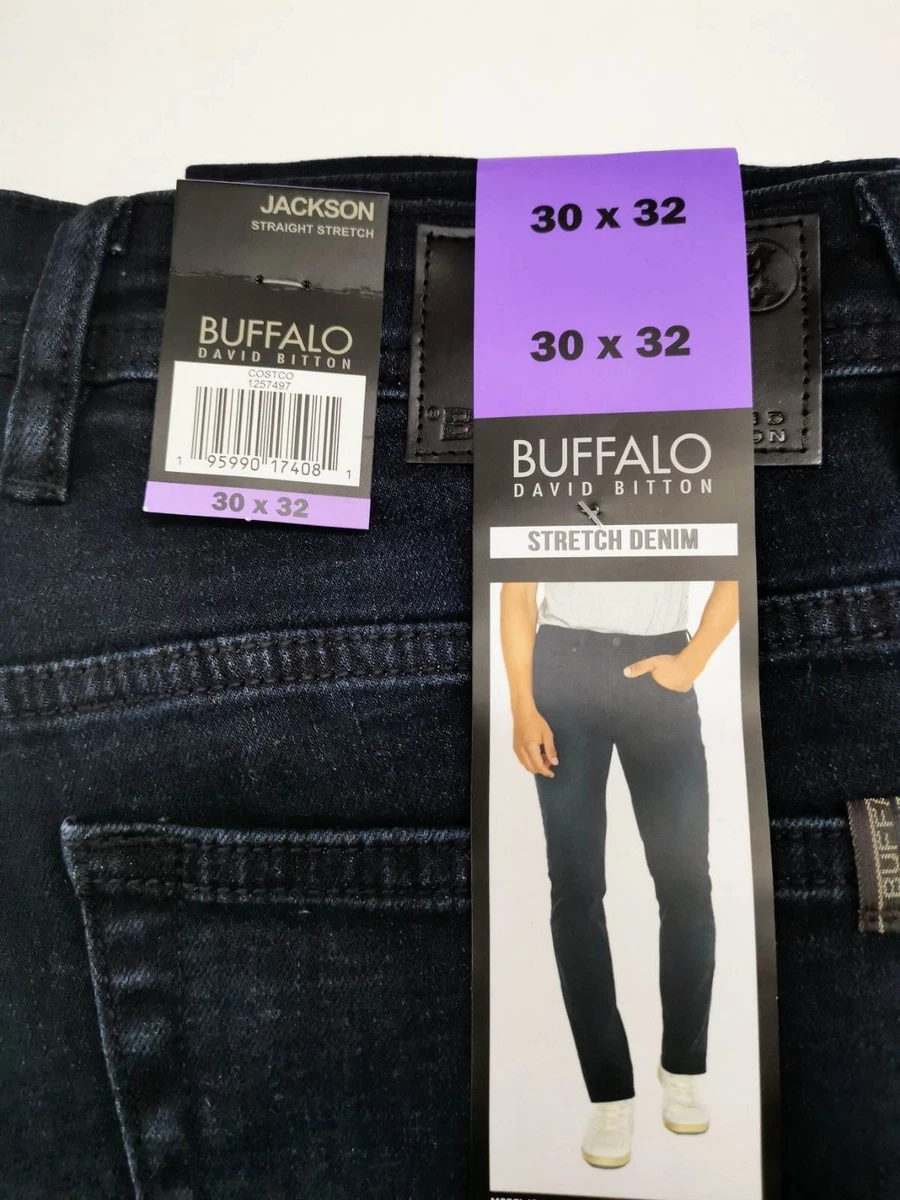 JACKSON
STRAIGHT STRETCH
BUFFALO
DAVID BITTON
COSTCO
1257497
1 95990 17408 1
30 x 32
30 x 32
30 x 32
BUFFALO
DAVID BITTON
STRETCH DENIM
BUFF